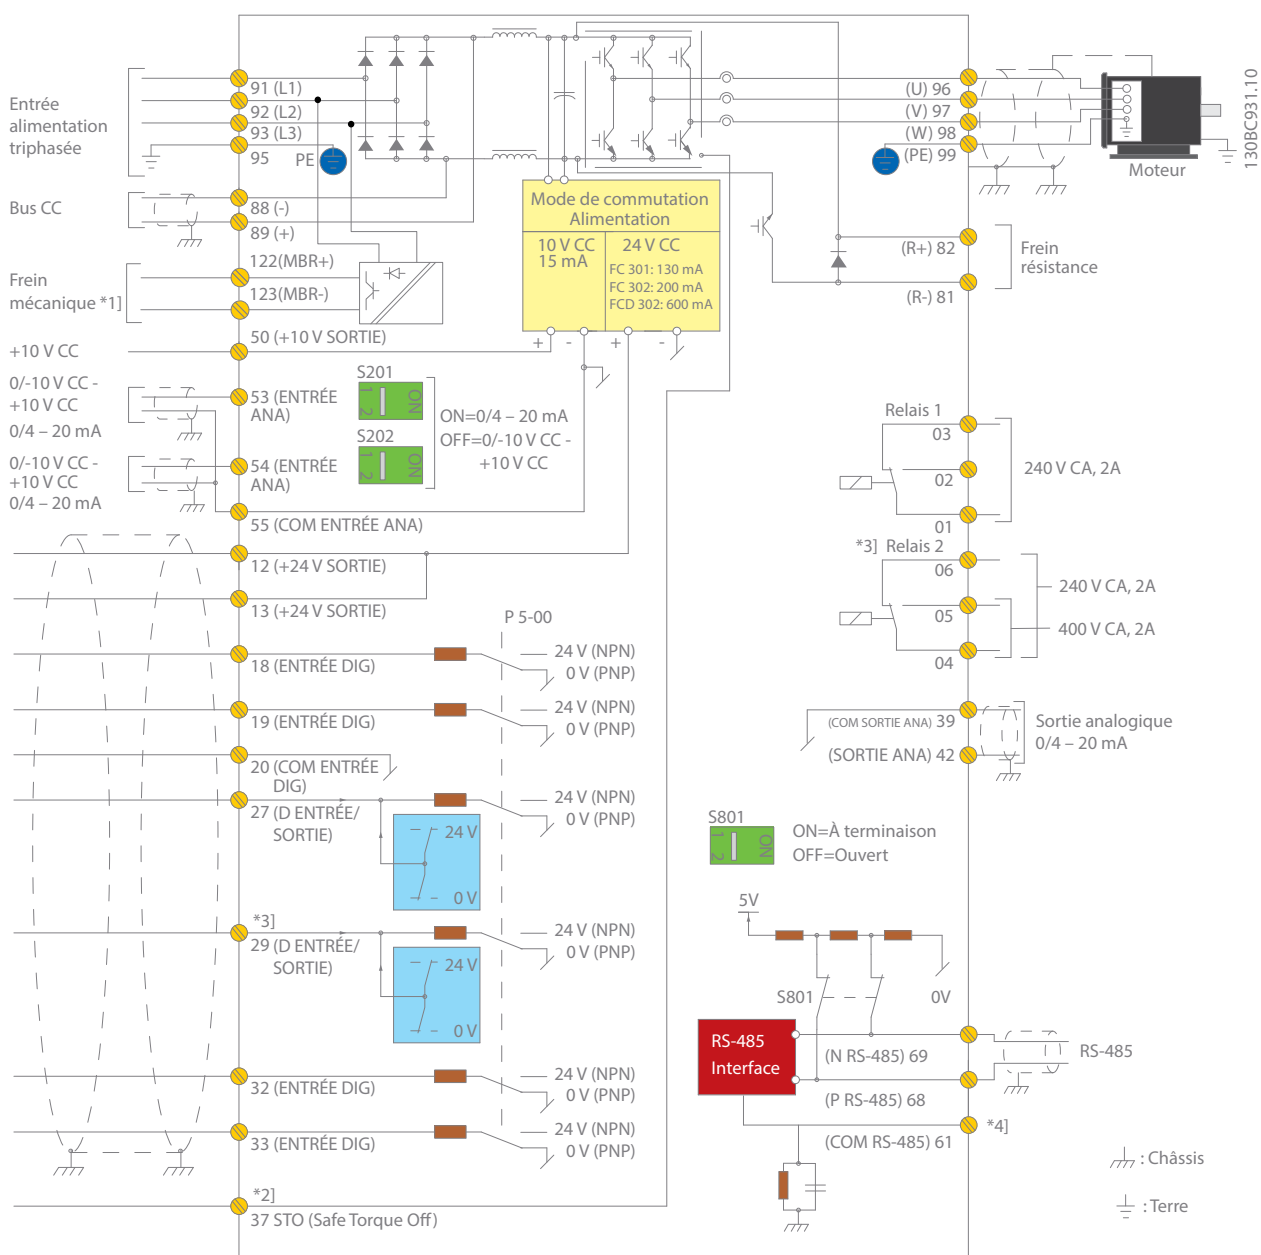 Entrée
alimentation
triphasée
91 (L1)
92 (L2)
93 (L3)
95
PE
Bus CC
88 (-)
89 (+)
Frein
mécanique *1]
122(MBR+)
123(MBR-)
50 (+10 V SORTIE)
+10 V CC
0/-10 V CC -
+10 V CC
0/4 – 20 mA
53 (ENTRÉE
ANA)
0/-10 V CC -
+10 V CC
0/4 – 20 mA
54 (ENTRÉE
ANA)
55 (COM ENTRÉE ANA)
S201
1 2
ON
S202
1 2
ON
ON=0/4 – 20 mA
OFF=0/-10 V CC -
+10 V CC
Mode de commutation
Alimentation
10 V CC
15 mA
24 V CC
FC 301: 130 mA
FC 302: 200 mA
FCD 302: 600 mA
+ - + -
12 (+24 V SORTIE)
13 (+24 V SORTIE)
P 5-00
18 (ENTRÉE DIG)
24 V (NPN)
0 V (PNP)
19 (ENTRÉE DIG)
24 V (NPN)
0 V (PNP)
20 (COM ENTRÉE
DIG)
27 (D ENTRÉE/
SORTIE)
24 V (NPN)
0 V (PNP)
24 V
0 V
*3]
29 (D ENTRÉE/
SORTIE)
24 V (NPN)
0 V (PNP)
24 V
0 V
32 (ENTRÉE DIG)
24 V (NPN)
0 V (PNP)
33 (ENTRÉE DIG)
24 V (NPN)
0 V (PNP)
*2]
37 STO (Safe Torque Off)
(U) 96
(V) 97
(W) 98
(PE) 99
Moteur
130BC931.10
(R+) 82
(R-) 81
Frein
résistance
Relais 1
03
02
01
240 V CA, 2A
*3] Relais 2
06
05
04
240 V CA, 2A
400 V CA, 2A
(COM SORTIE ANA) 39
(SORTIE ANA) 42
Sortie analogique
0/4 – 20 mA
S801
1 2
ON
ON=À terminaison
OFF=Ouvert
5V
S801
0V
RS-485
Interface
(N RS-485) 69
(P RS-485) 68
(COM RS-485) 61
RS-485
*4]
: Châssis
: Terre